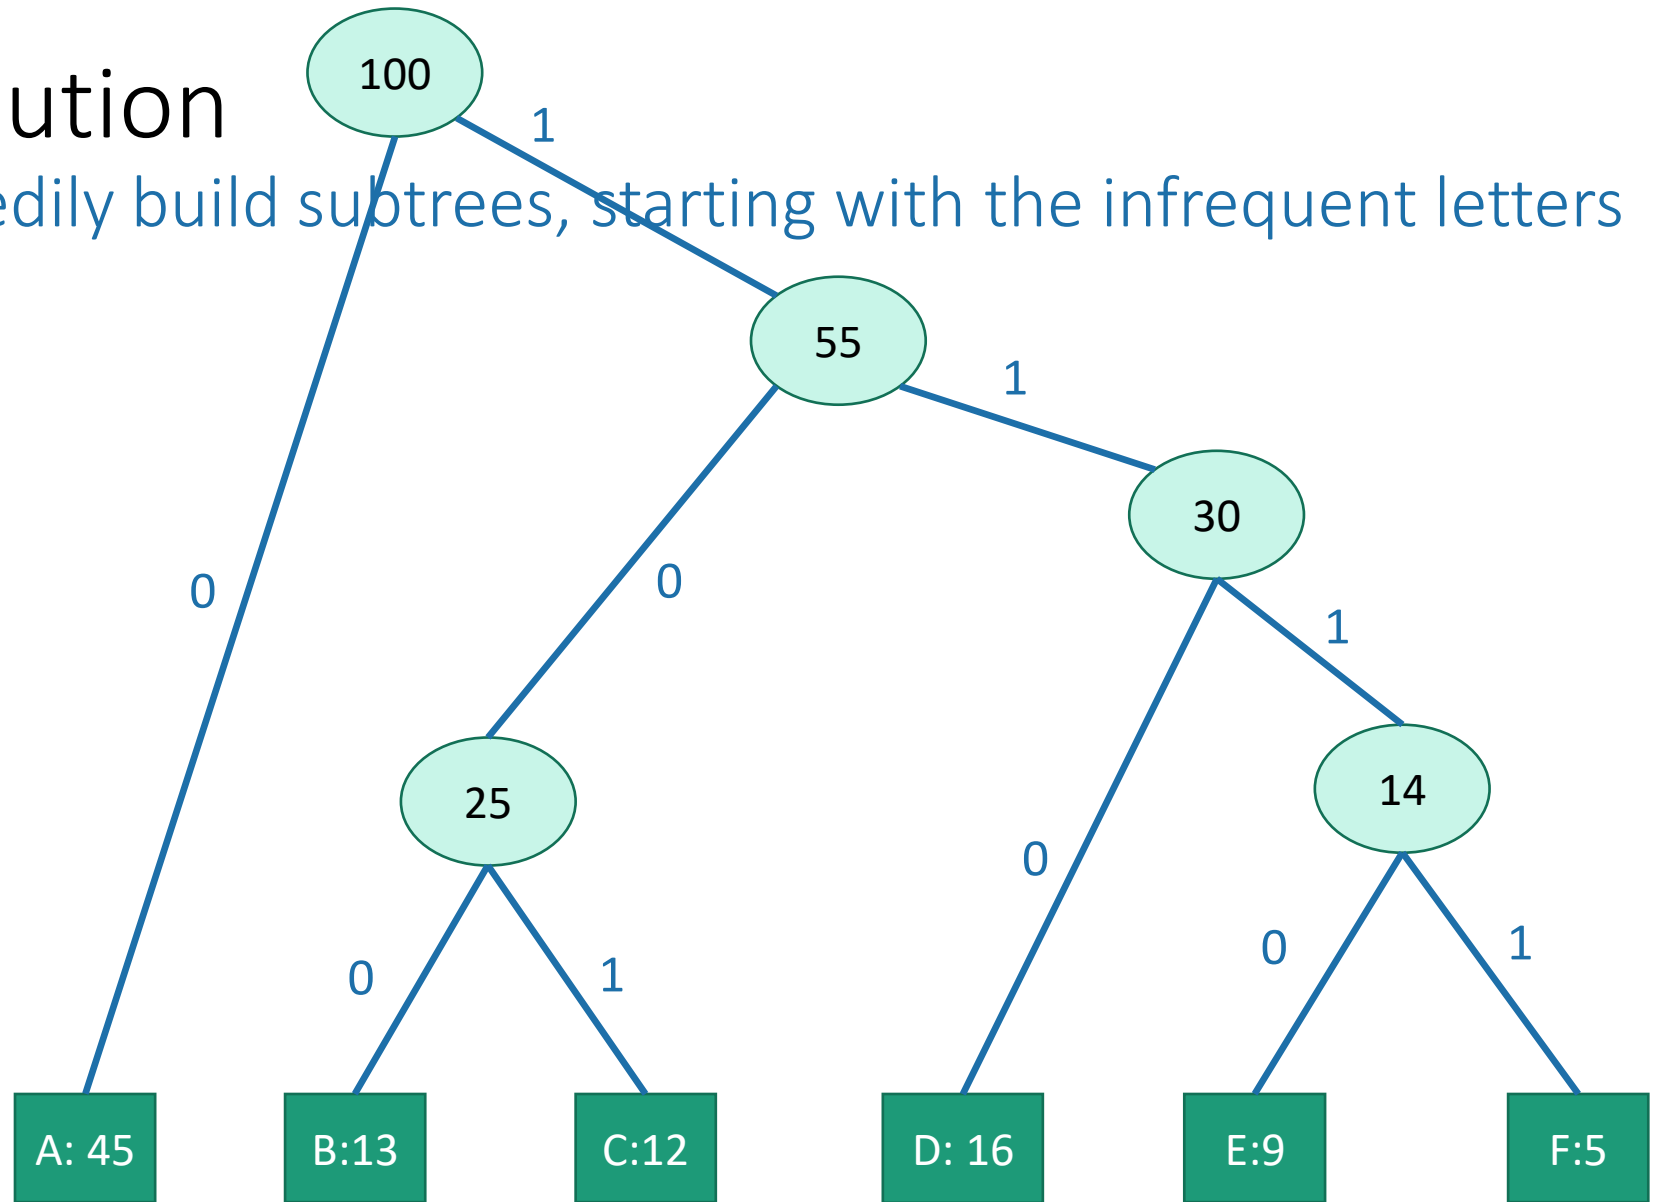 100
ution
1
edily build subtrees, starting with the infrequent letters
55
1
30
0
0
1
25
14
0
0
1
0
1
A: 45
B:13
C:12
D: 16
E:9
F:5